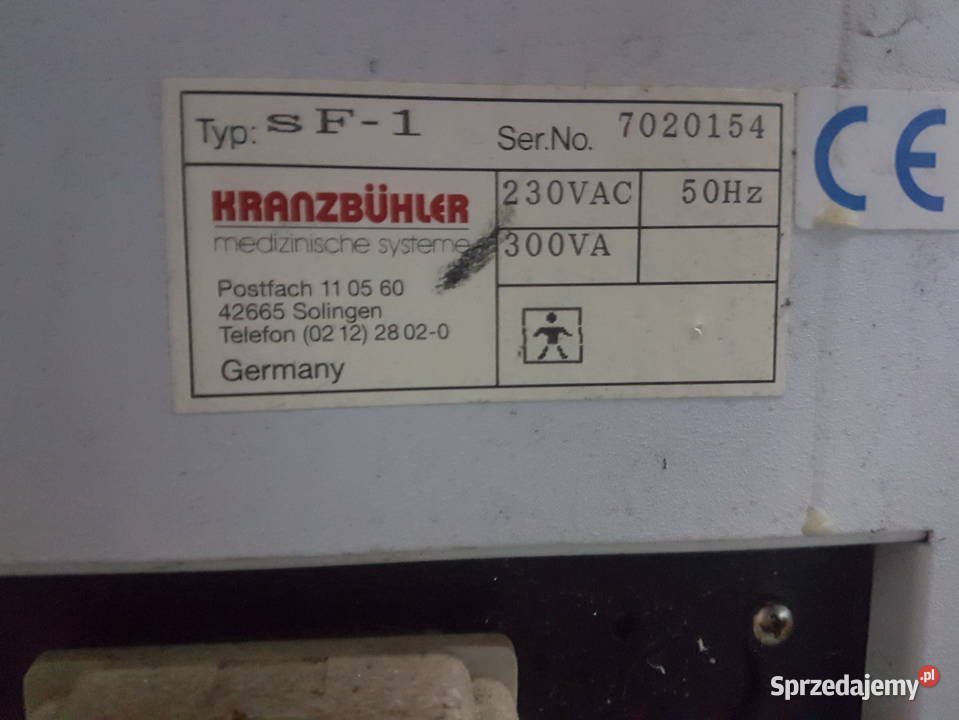 Typ: sF-1 Ser.No. 7020154
KRANZBÜHLER
medizinische systeme
Postfach 11 05 60
42665 Solingen
Telefon (02 12) 28 02-0
Germany
230VAC 50Hz
300VA
CE
Sprzedajemy.pl